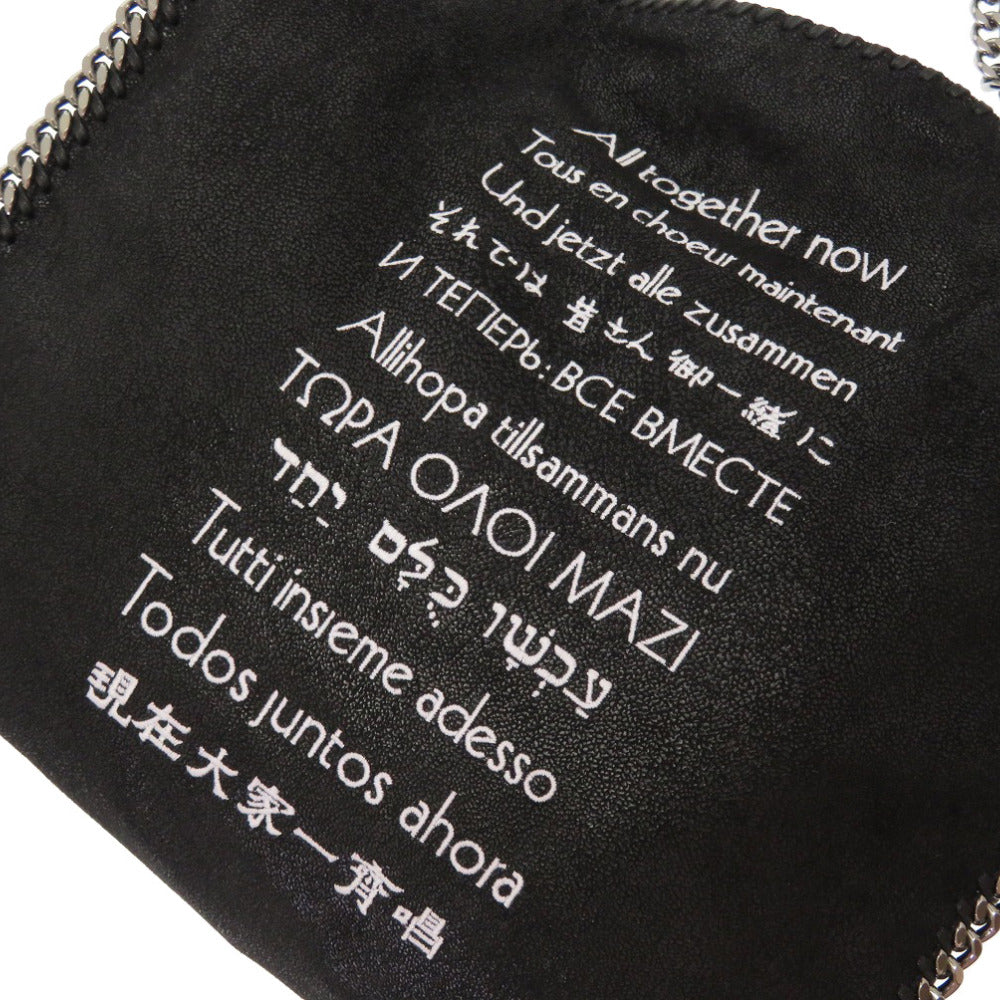 All together now
Tous en choeur maintenant
Und jetzt alle zusammen
それでは 皆さん 御一緒に
И ТЕПЕРЬ: ВСЕ ВМЕСТЕ
Allihopa tillsammans nu
ΤΩΡΑ ΟΛΟΙ ΜΑΖΙ
עַכְשָׁו כֻּלָּם יַחַד
Tutti insieme adesso
Todos juntos ahora
現在大家一齊唱